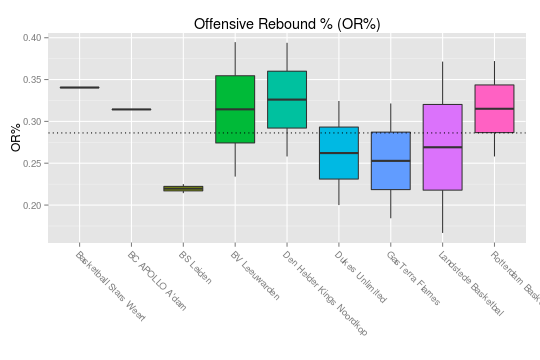 Offensive Rebound % (OR%)
OR%
0.40
0.35
0.30
0.25
0.20
Basketball Stars Weert
BC APOLLO A'dam
BS Leiden
BV Leeuwarden
Den Helder Kings Noordkop
Dukes Unlimited
GasTerra Flames
Landstede Basketbal
Rotterdam Bask